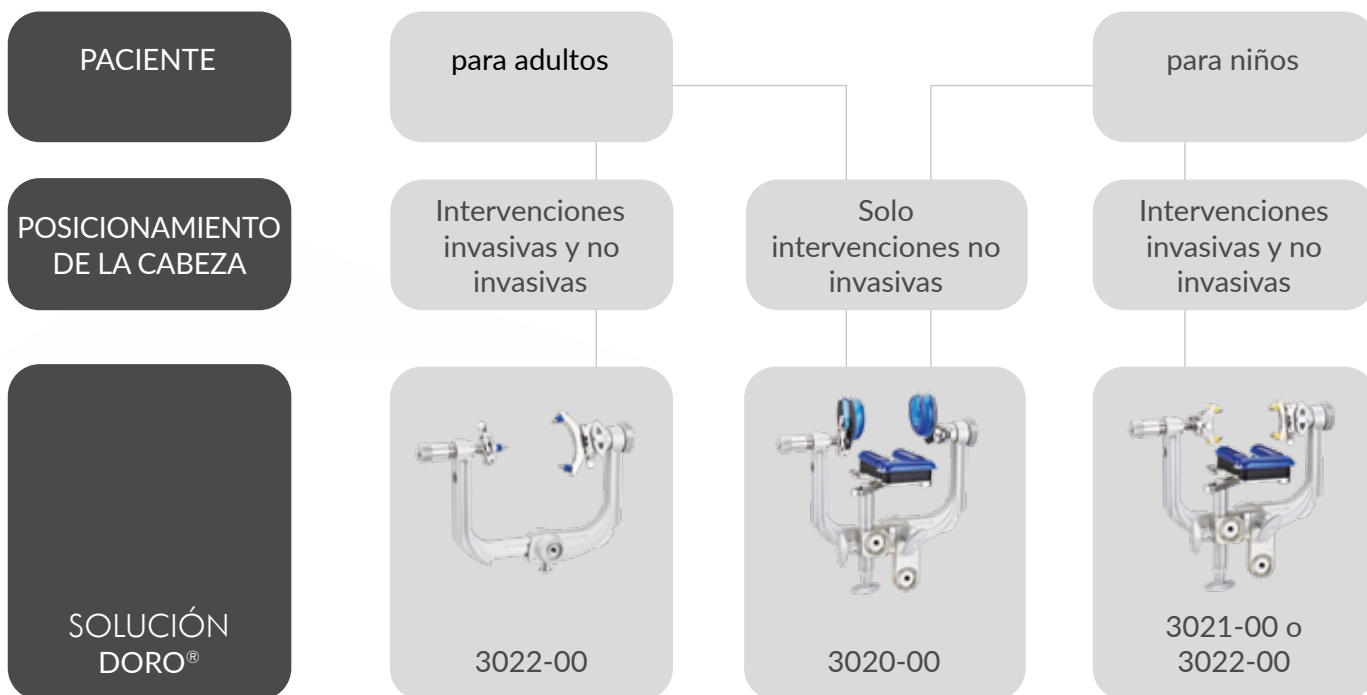 PACIENTE
para adultos
para niños
POSICIONAMIENTO
DE LA CABEZA
Intervenciones
invasivas y no
invasivas
Solo
intervenciones no
invasivas
Intervenciones
invasivas y no
invasivas
SOLUCIÓN
DORO®
3022-00
3020-00
3021-00 o
3022-00